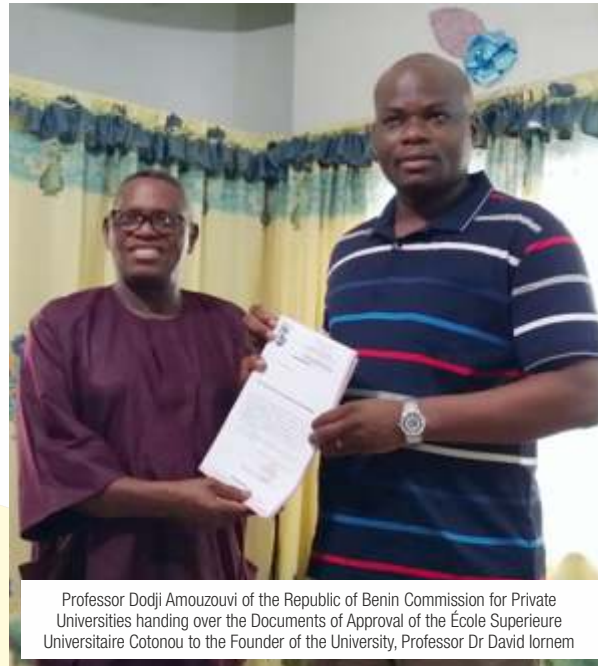 Professor Dodji Amouzouvi of the Republic of Benin Commission for Private
Universities handing over the Documents of Approval of the École Superieure
Universitaire Cotonou to the Founder of the University, Professor Dr David Iornem